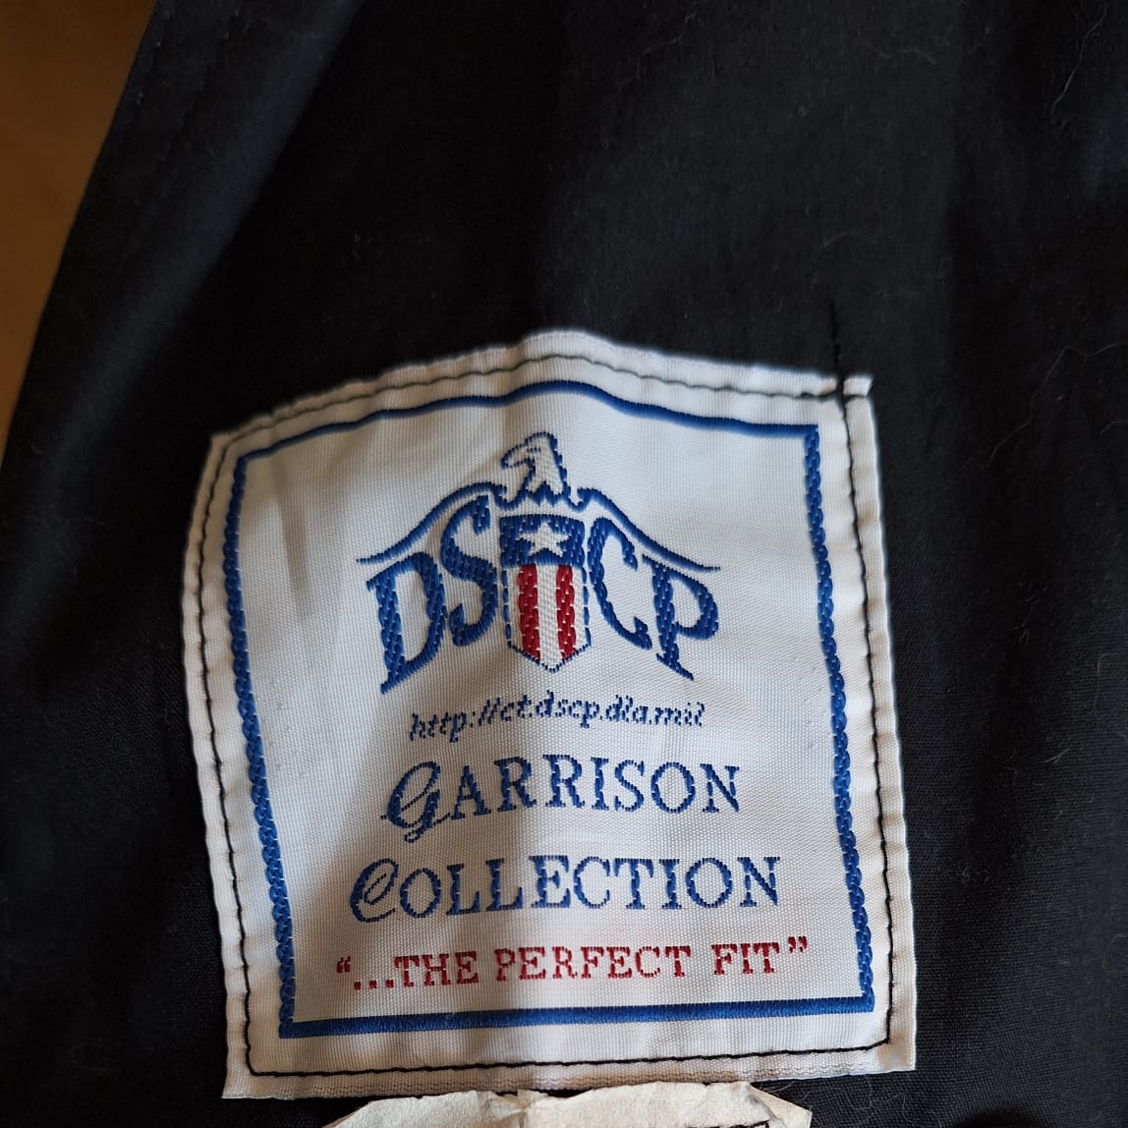 DSCP
http://ct.dscp.dla.mil
GARRISON
COLLECTION
"...THE PERFECT FIT"